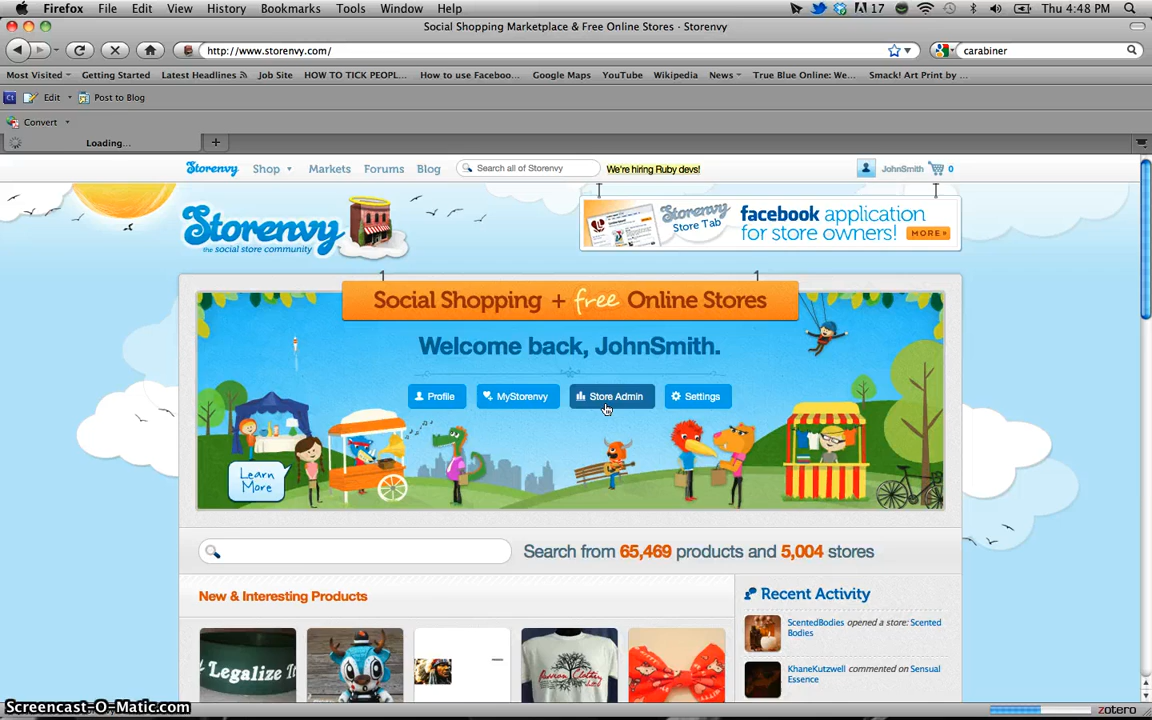 Firefox File Edit View History Bookmarks Tools Window Help 17 Thu 4:48 PM
Social Shopping Marketplace & Free Online Stores - Storenvy
http://www.storenvy.com/ carabiner
Most Visited Getting Started Latest Headlines Job Site HOW TO TICK PEOPL... How to use Faceboo... Google Maps YouTube Wikipedia News True Blue Online: We... Smack! Art Print by ...
Edit Post to Blog
Convert
Loading...
Storenvy Shop Markets Forums Blog Search all of Storenvy We're hiring Ruby devs! JohnSmith 0
Storenvy
the social store community
Storenvy
Store Tab
facebook application
for store owners! MORE»
Social Shopping + free Online Stores
Welcome back, JohnSmith.
Profile MyStorenvy Store Admin Settings
Learn
More
Search from 65,469 products and 5,004 stores
New & Interesting Products
Recent Activity
ScentedBodies opened a store: Scented
Bodies
KhaneKutzwell commented on Sensual
Essence
Legalize It
Screencast-O-Matic.com
zotero